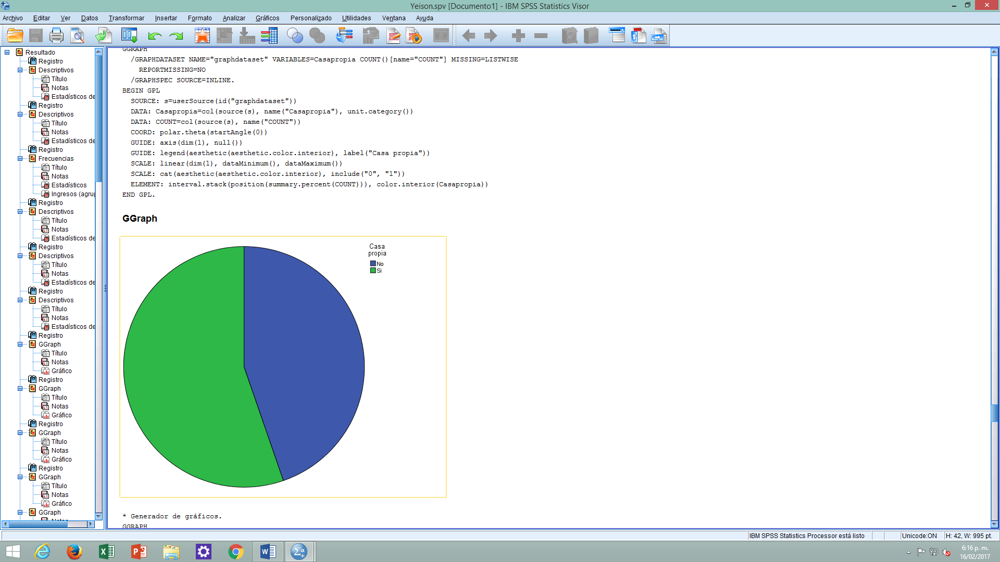 Yeison.spv [Documento1] - IBM SPSS Statistics Visor
Archivo Editar Ver Datos Transformar Insertar Formato Analizar Gráficos Personalizado Utilidades Ventana Ayuda
Resultado
Registro
Descriptivos
Título
Notas
Estadísticos de
Registro
Descriptivos
Título
Notas
Estadísticos de
Registro
Frecuencias
Título
Notas
Estadísticos
Ingresos (agru
Registro
Descriptivos
Título
Notas
Estadísticos de
Registro
Descriptivos
Título
Notas
Estadísticos de
Registro
Descriptivos
Título
Notas
Estadísticos de
Registro
GGraph
Título
Notas
Gráfico
Registro
GGraph
Título
Notas
Gráfico
Registro
GGraph
Título
Notas
Gráfico
Registro
GGraph
Título
Notas
Gráfico
GGraph
Notas
GGRAPH
/GRAPHDATASET NAME="graphdataset" VARIABLES=Casapropia COUNT()[name="COUNT"] MISSING=LISTWISE
REPORTMISSING=NO
/GRAPHSPEC SOURCE=INLINE.
BEGIN GPL
SOURCE: s=userSource(id("graphdataset"))
DATA: Casapropia=col(source(s), name("Casapropia"), unit.category())
DATA: COUNT=col(source(s), name("COUNT"))
COORD: polar.theta(startAngle(0))
GUIDE: axis(dim(1), null())
GUIDE: legend(aesthetic(aesthetic.color.interior), label("Casa propia"))
SCALE: linear(dim(1), dataMinimum(), dataMaximum())
SCALE: cat(aesthetic(aesthetic.color.interior), include("0", "1"))
ELEMENT: interval.stack(position(summary.percent(COUNT))), color.interior(Casapropia))
END GPL.
GGraph
Casa
propia
No
Si
* Generador de gráficos.
GGRAPH
IBM SPSS Statistics Processor está listo Unicode:ON H: 42, W: 995 pt.
6:16 p. m.
16/02/2017